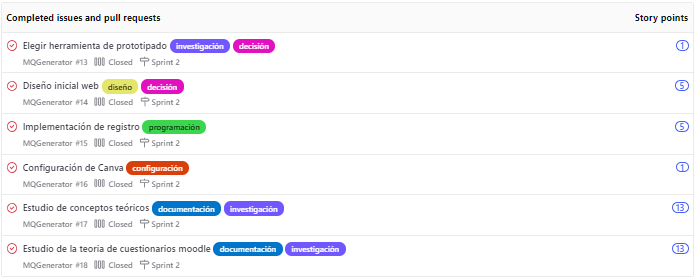 Completed issues and pull requests Story points
Elegir herramienta de prototipado investigación decisión 1
MQGenerator #13 Closed Sprint 2
Diseño inicial web diseño decisión 5
MQGenerator #14 Closed Sprint 2
Implementación de registro programación 5
MQGenerator #15 Closed Sprint 2
Configuración de Canva configuración 1
MQGenerator #16 Closed Sprint 2
Estudio de conceptos teóricos documentación investigación 13
MQGenerator #17 Closed Sprint 2
Estudio de la teoria de cuestionarios moodle documentación investigación 13
MQGenerator #18 Closed Sprint 2